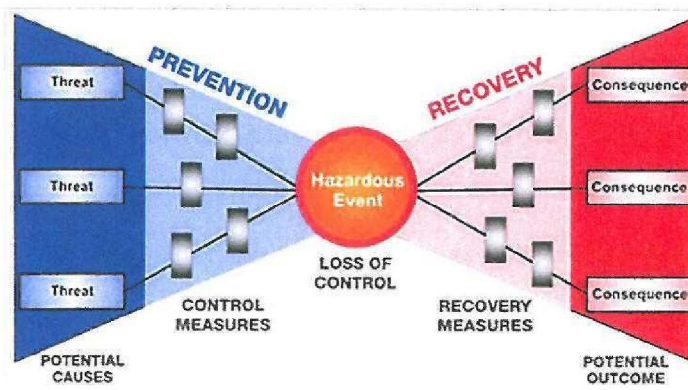 PREVENTION
RECOVERY
Threat
Consequence
Threat
Hazardous
Event
Consequence
Threat
LOSS OF
CONTROL
Consequence
CONTROL
MEASURES
RECOVERY
MEASURES
POTENTIAL
CAUSES
POTENTIAL
OUTCOME